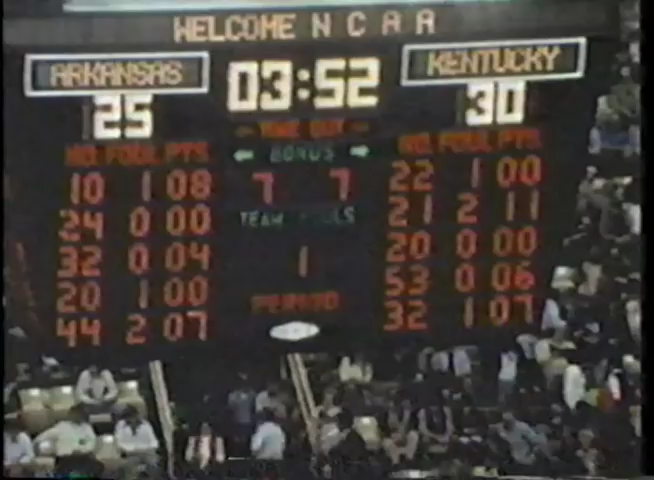 WELCOME N C A A
ARKANSAS 03:52 KENTUCKY
25 30
NO. FOUL PTS. TIME OUT NO. FOUL PTS.
BONUS
10 1 08 7 7 22 1 00
24 0 00 TEAM FOULS 21 2 11
32 0 04 1 20 0 00
20 1 00 PERIOD 53 0 06
44 2 07 32 1 07